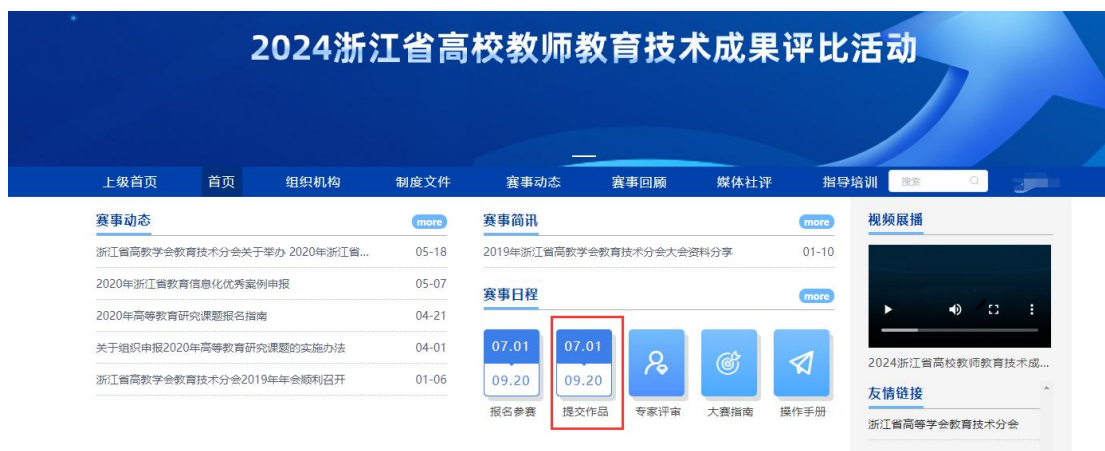 2024浙江省高校教师教育技术成果评比活动
上级首页 首页 组织机构 制度文件 赛事动态 赛事回顾 媒体社评 指导培训 搜索
赛事动态 more
浙江省高教学会教育技术分会关于举办 2020年浙江省... 05-18
2020年浙江省教育信息化优秀案例申报 05-07
2020年高等教育研究课题报名指南 04-21
关于组织申报2020年高等教育研究课题的实施办法 04-01
浙江省高教学会教育技术分会2019年年会顺利召开 01-06
赛事简讯 more
2019年浙江省高教学会教育技术分会大会资料分享 01-10
赛事日程 more
07.01 07.01
09.20 09.20
报名参赛 提交作品 专家评审 大赛指南 操作手册
视频展播
2024浙江省高校教师教育技术成...
友情链接
浙江省高等学会教育技术分会